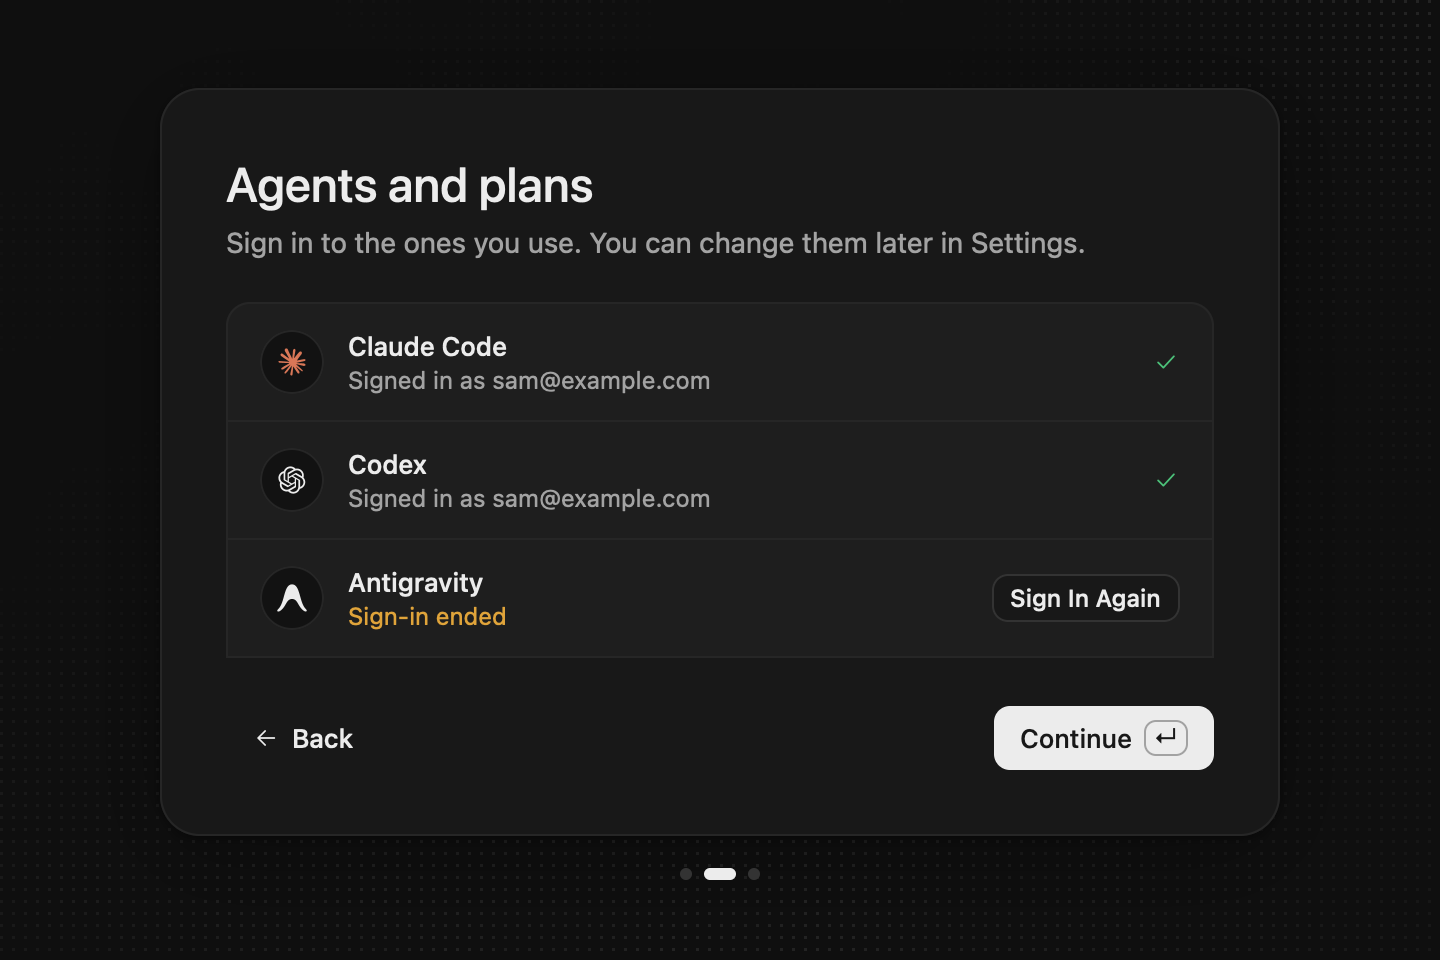 Agents and plans
Sign in to the ones you use. You can change them later in Settings.
Claude Code
Signed in as sam@example.com
Codex
Signed in as sam@example.com
Antigravity
Sign-in ended
Sign In Again
Back
Continue